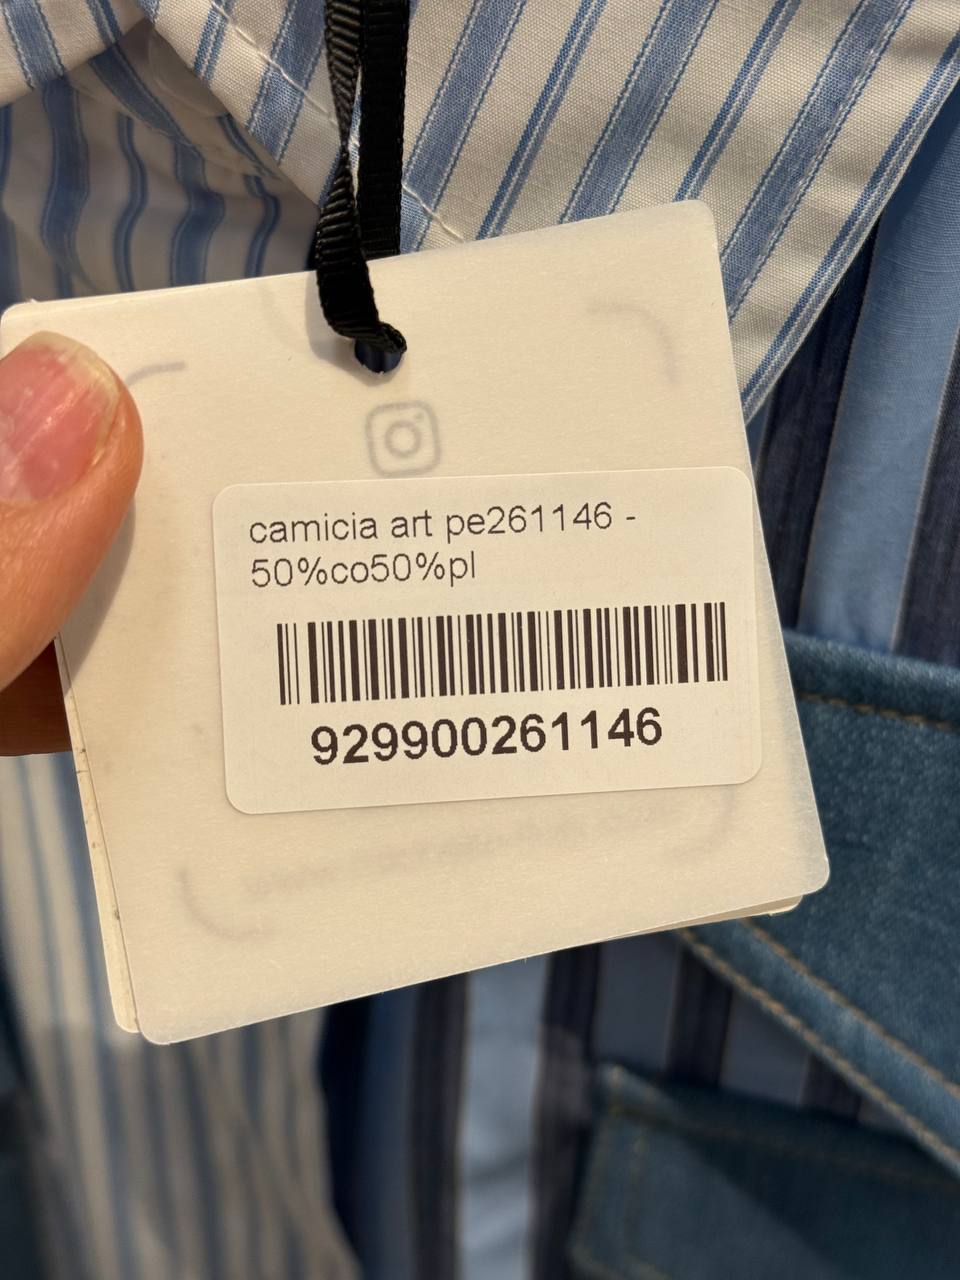 camicia art pe261146 -
50%co50%pl
929900261146